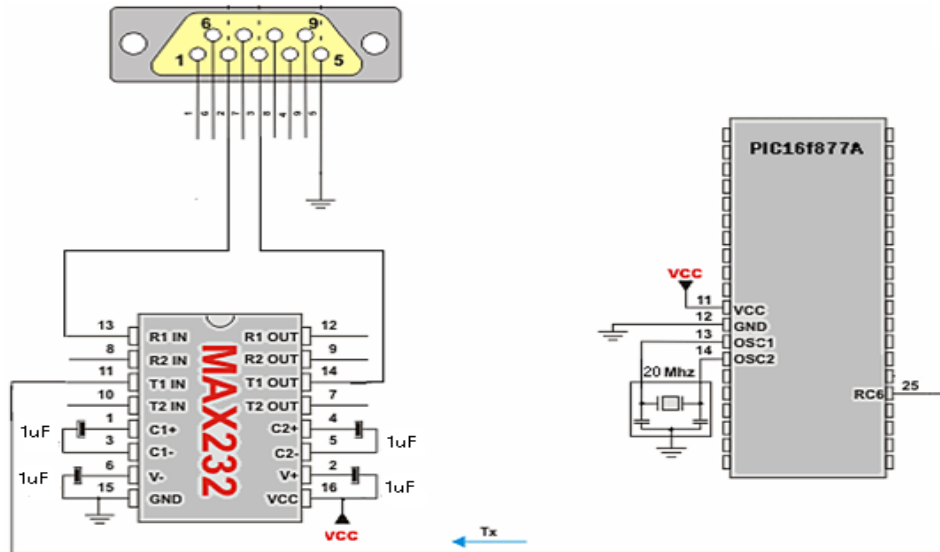 6 9
1 5
1 6 2 7 3 8 4 9 5
PIC16f877A
VCC
11 VCC
12 GND
13 OSC1
14 OSC2
20 Mhz
RC6 25
13 R1 IN R1 OUT 12
8 R2 IN R2 OUT 9
11 T1 IN T1 OUT 14
10 T2 IN T2 OUT 7
1 C1+ C2+ 4
1uF 1uF
3 C1- C2- 5
6 V- V+ 2
1uF 1uF
15 GND VCC 16
MAX232
VCC
Tx